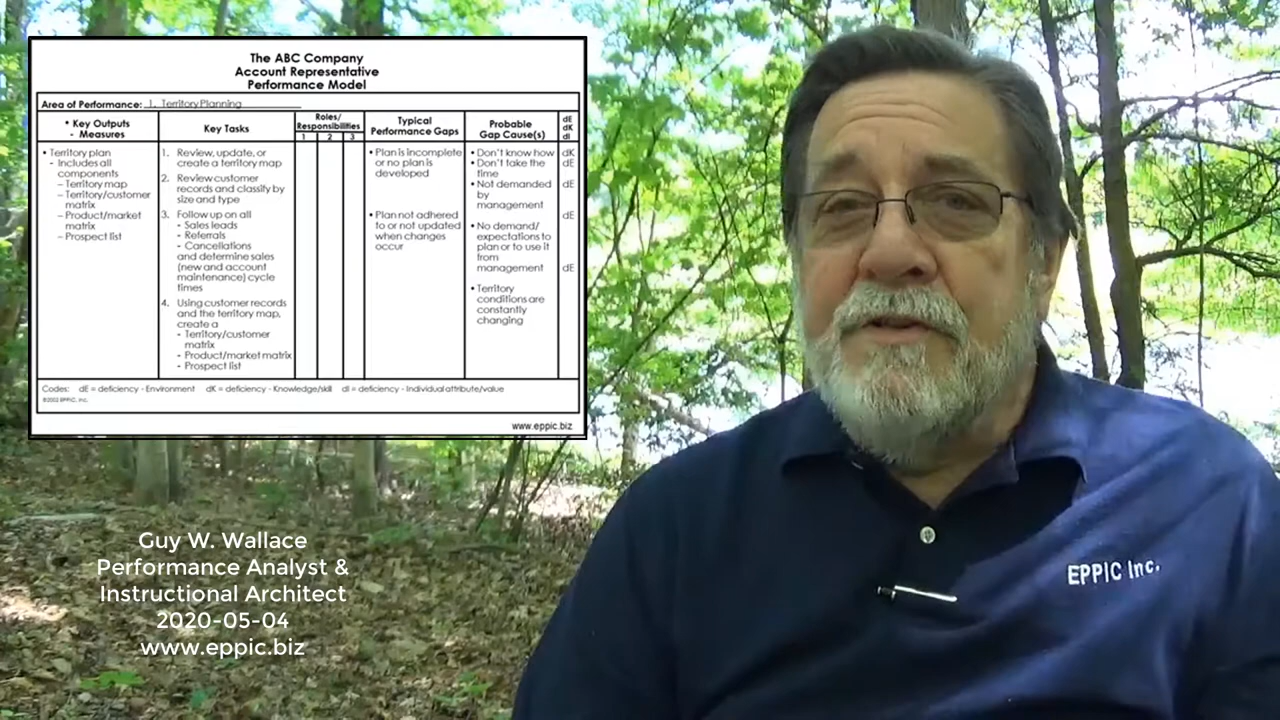 The ABC Company
Account Representative
Performance Model
Area of Performance: 1. Territory Planning
• Key Outputs
- Measures
Key Tasks
Roles/
Responsibilities
1 2 3
Typical
Performance Gaps
Probable
Gap Cause(s)
dE
dK
dI
• Territory plan
- Includes all
components
– Territory map
– Territory/customer
matrix
– Product/market
matrix
– Prospect list
1. Review, update, or
create a territory map
2. Review customer
records and classify by
size and type
3. Follow up on all
- Sales leads
- Referrals
- Cancellations
and determine sales
(new and account
maintenance) cycle
times
4. Using customer records
and the territory map,
create a
- Territory/customer
matrix
- Product/market matrix
- Prospect list
• Plan is incomplete
or no plan is
developed
• Plan not adhered
to or not updated
when changes
occur
• Don't know how
• Don't take the
time
• Not demanded
by
management
• No demand/
expectations to
plan or to use it
from
management
• Territory
conditions are
constantly
changing
dK
dE
dE
dE
dE
Codes: dE = deficiency - Environment dK = deficiency - Knowledge/skill dI = deficiency - Individual attribute/value
©2002 EPPIC, Inc.
www.eppic.biz
Guy W. Wallace
Performance Analyst &
Instructional Architect
2020-05-04
www.eppic.biz
EPPIC Inc.